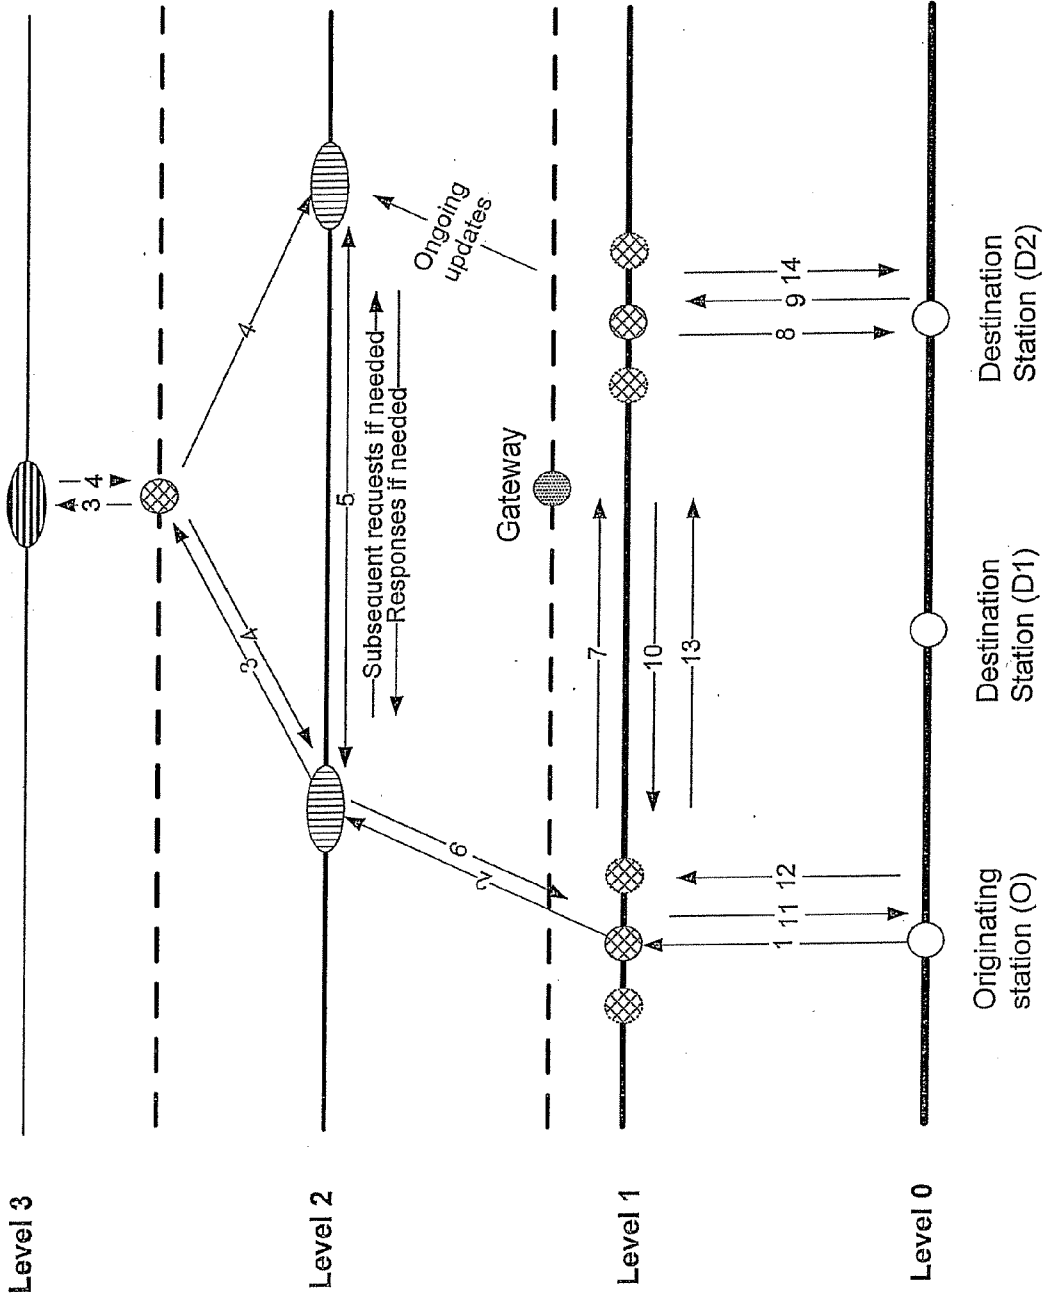 Level 3
3
4
4
3
4
Level 2
5
Subsequent requests if needed
Responses if needed
Ongoing
updates
2
6
Gateway
7
Level 1
10
13
1
11
12
8
9
14
Level 0
Originating
station (O)
Destination
Station (D1)
Destination
Station (D2)